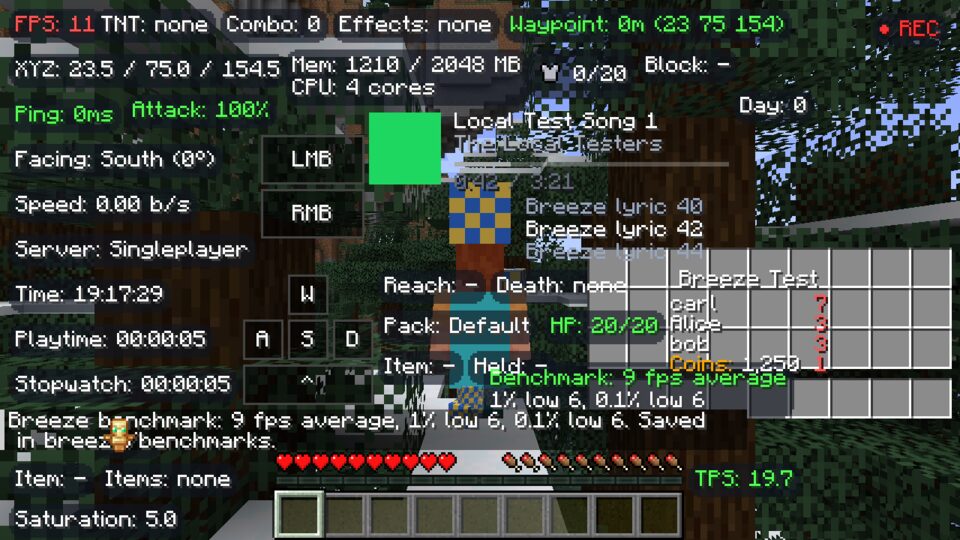 FPS: 11 TNT: none Combo: 0 Effects: none Waypoint: 0m (23 75 154)
REC
XYZ: 23.5 / 75.0 / 154.5
Mem: 1210 / 2048 MB
CPU: 4 cores
0/20
Block: -
Day: 0
Ping: 0ms
Attack: 100%
Local Test Song 1
The Local Testers
0:42 3:21
Facing: South (0°)
LMB
Speed: 0.00 b/s
RMB
Breeze lyric 40
Breeze lyric 42
Breeze lyric 44
Server: Singleplayer
Reach: - Death: none
Breeze Test
carl 7
Alice 3
bob 3
Coins: 1,250 1
Time: 19:17:29
W
Pack: Default HP: 20/20
Playtime: 00:00:05
A S D
Item: - Held: -
Stopwatch: 00:00:05
^
Benchmark: 9 fps average
1% low 6, 0.1% low 6
Breeze benchmark: 9 fps average, 1% low 6, 0.1% low 6. Saved
in breeze benchmarks.
Item: - Items: none
TPS: 19.7
Saturation: 5.0